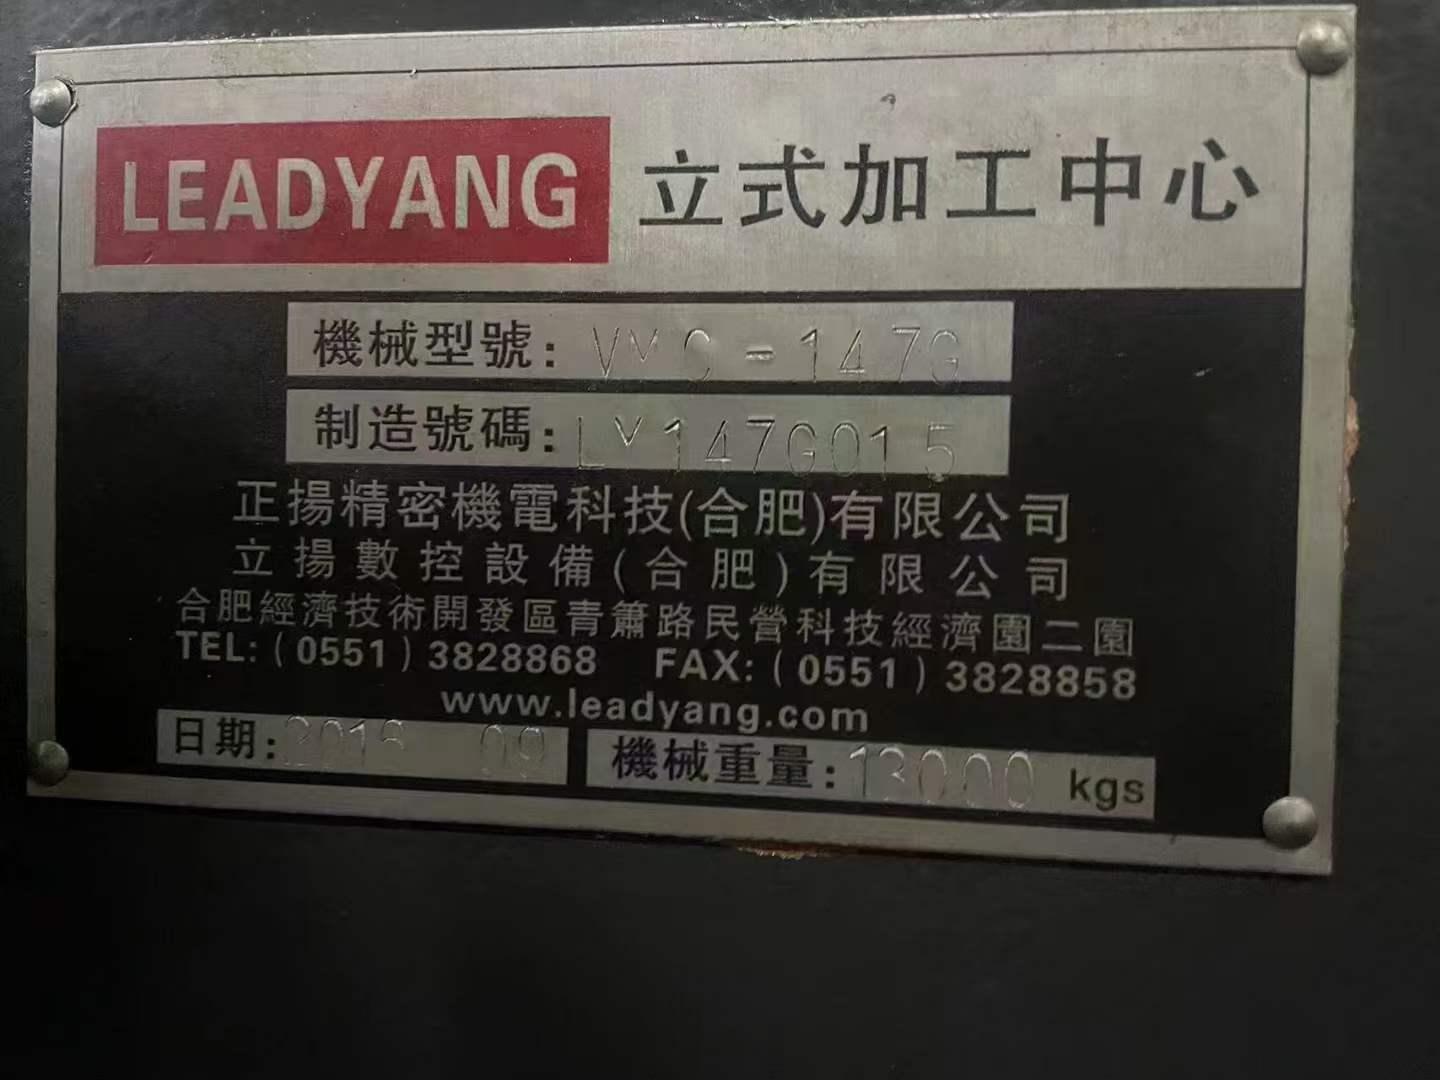 LEADYANG 立式加工中心
機械型號: VMC-147G
制造號碼: LY147G015
正揚精密機電科技(合肥)有限公司
立揚數控設備(合肥)有限公司
合肥經濟技術開發區青鸞路民營科技經濟園二園
TEL:(0551)3828868 FAX:(0551)3828858
www.leadyang.com
日期: 09 機械重量:13000 kgs